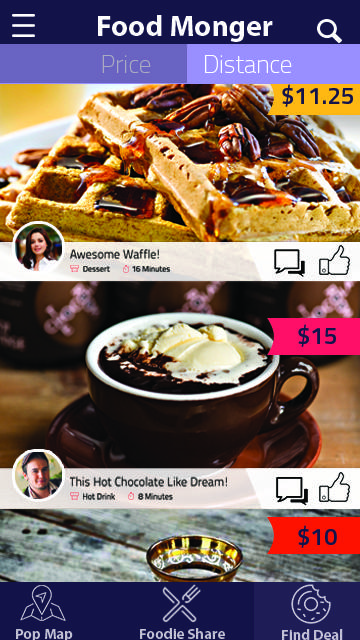 Food Monger
Price
Distance
$11.25
Awesome Waffle!
Dessert 16 Minutes
$15
This Hot Chocolate Like Dream!
Hot Drink 8 Minutes
$10
Pop Map
Foodie Share
Find Deal